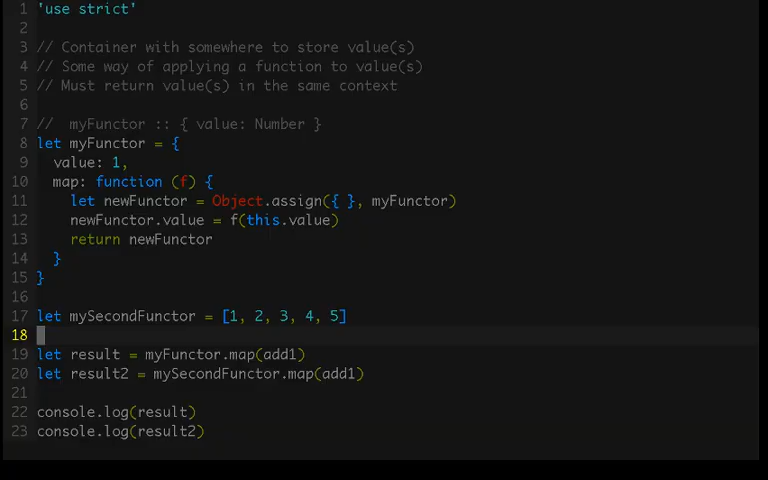 1 'use strict'
2
3 // Container with somewhere to store value(s)
4 // Some way of applying a function to value(s)
5 // Must return value(s) in the same context
6
7 //  myFunctor :: { value: Number }
8 let myFunctor = {
9   value: 1,
10   map: function (f) {
11     let newFunctor = Object.assign({ }, myFunctor)
12     newFunctor.value = f(this.value)
13     return newFunctor
14   }
15 }
16
17 let mySecondFunctor = [1, 2, 3, 4, 5]
18
19 let result = myFunctor.map(add1)
20 let result2 = mySecondFunctor.map(add1)
21
22 console.log(result)
23 console.log(result2)